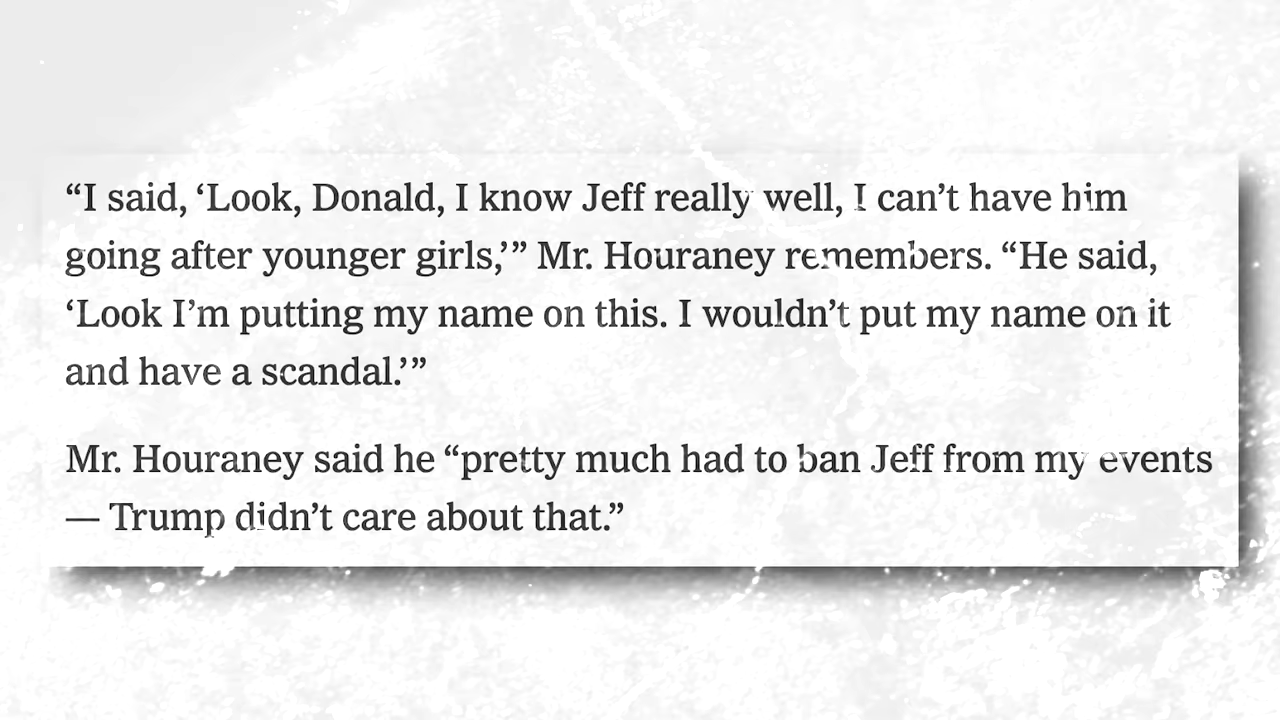 “I said, ‘Look, Donald, I know Jeff really well, I can’t have him
going after younger girls,’” Mr. Houraney remembers. “He said,
‘Look I’m putting my name on this. I wouldn’t put my name on it
and have a scandal.’”
Mr. Houraney said he “pretty much had to ban Jeff from my events
— Trump didn’t care about that.”